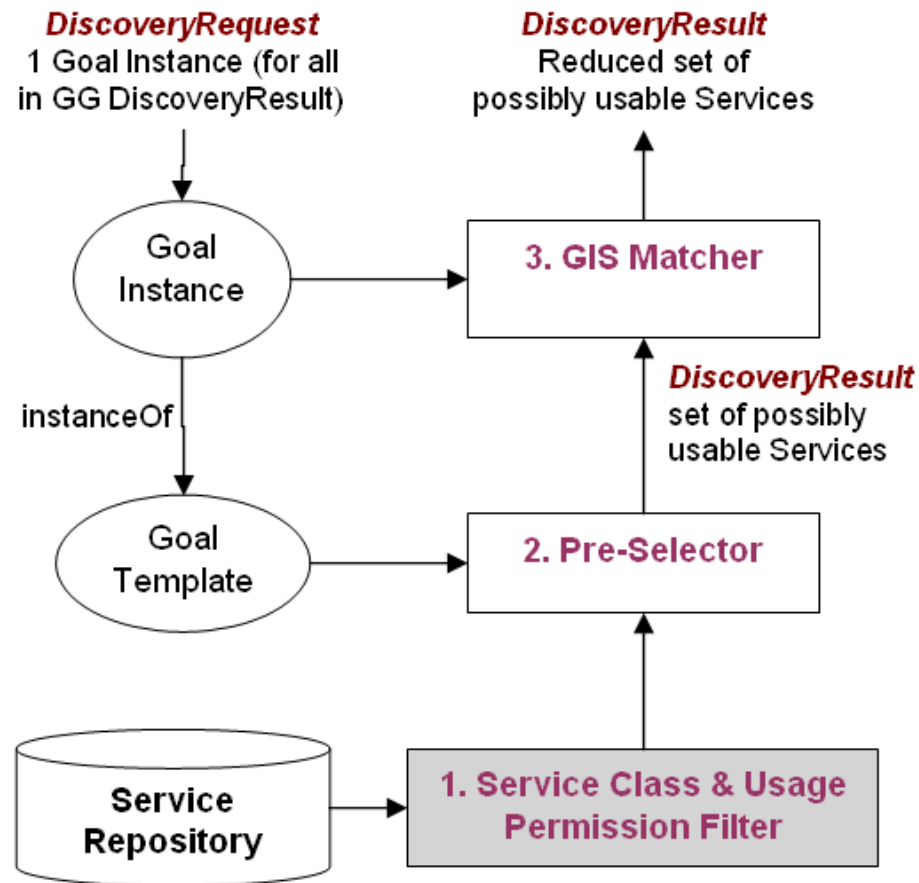 DiscoveryRequest
1 Goal Instance (for all
in GG DiscoveryResult)
DiscoveryResult
Reduced set of
possibly usable Services
Goal
Instance
3. GIS Matcher
DiscoveryResult
set of possibly
usable Services
instanceOf
Goal
Template
2. Pre-Selector
Service
Repository
1. Service Class & Usage
Permission Filter